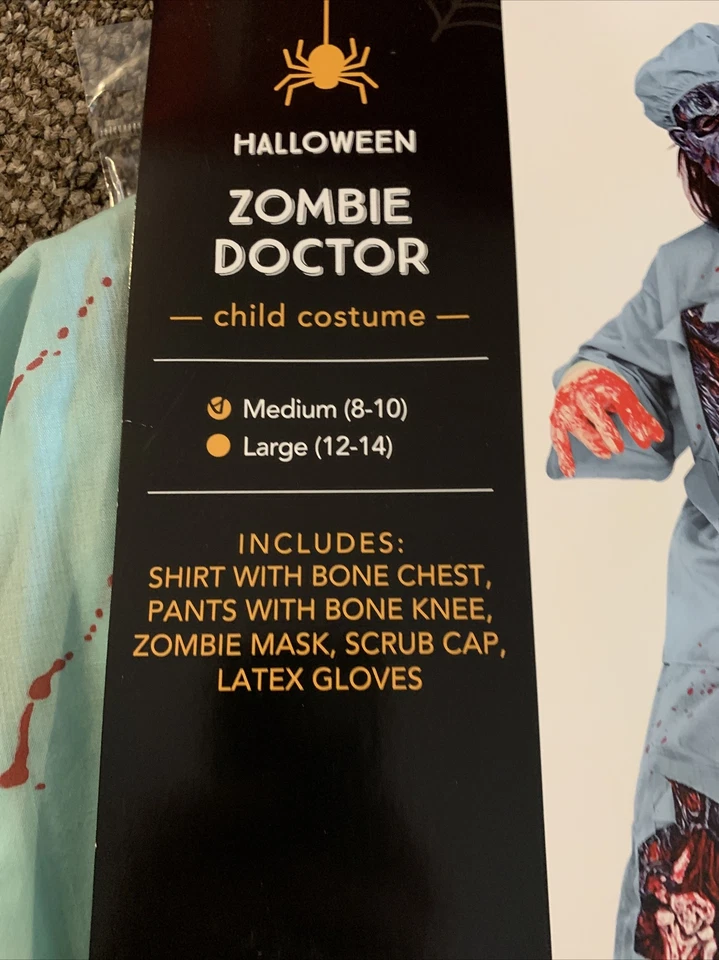 HALLOWEEN
ZOMBIE
DOCTOR
— child costume —
Medium (8-10)
Large (12-14)
INCLUDES:
SHIRT WITH BONE CHEST,
PANTS WITH BONE KNEE,
ZOMBIE MASK, SCRUB CAP,
LATEX GLOVES